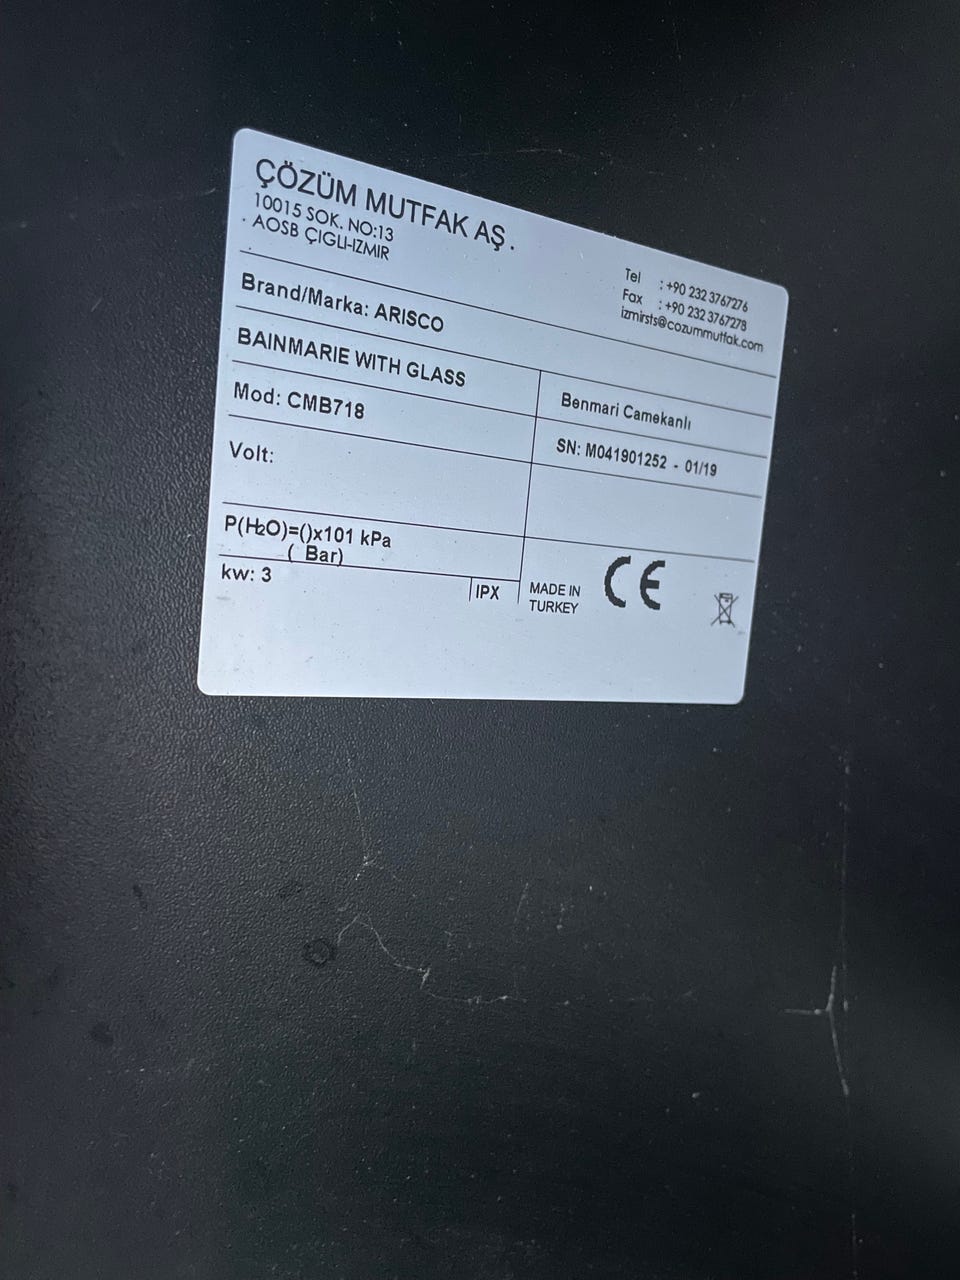 ÇÖZÜM MUTFAK AŞ.
10015 SOK. NO:13
AOSB ÇIGLI-IZMIR
Tel : +90 232 3767276
Fax : +90 232 3767278
izmirsts@cozummutfak.com
Brand/Marka: ARISCO
BAINMARIE WITH GLASS
Benmari Camekanlı
Mod: CMB718
SN: M041901252 - 01/19
Volt:
P(H2O)=()x101 kPa
( Bar)
kw: 3
IPX
MADE IN
TURKEY
CE